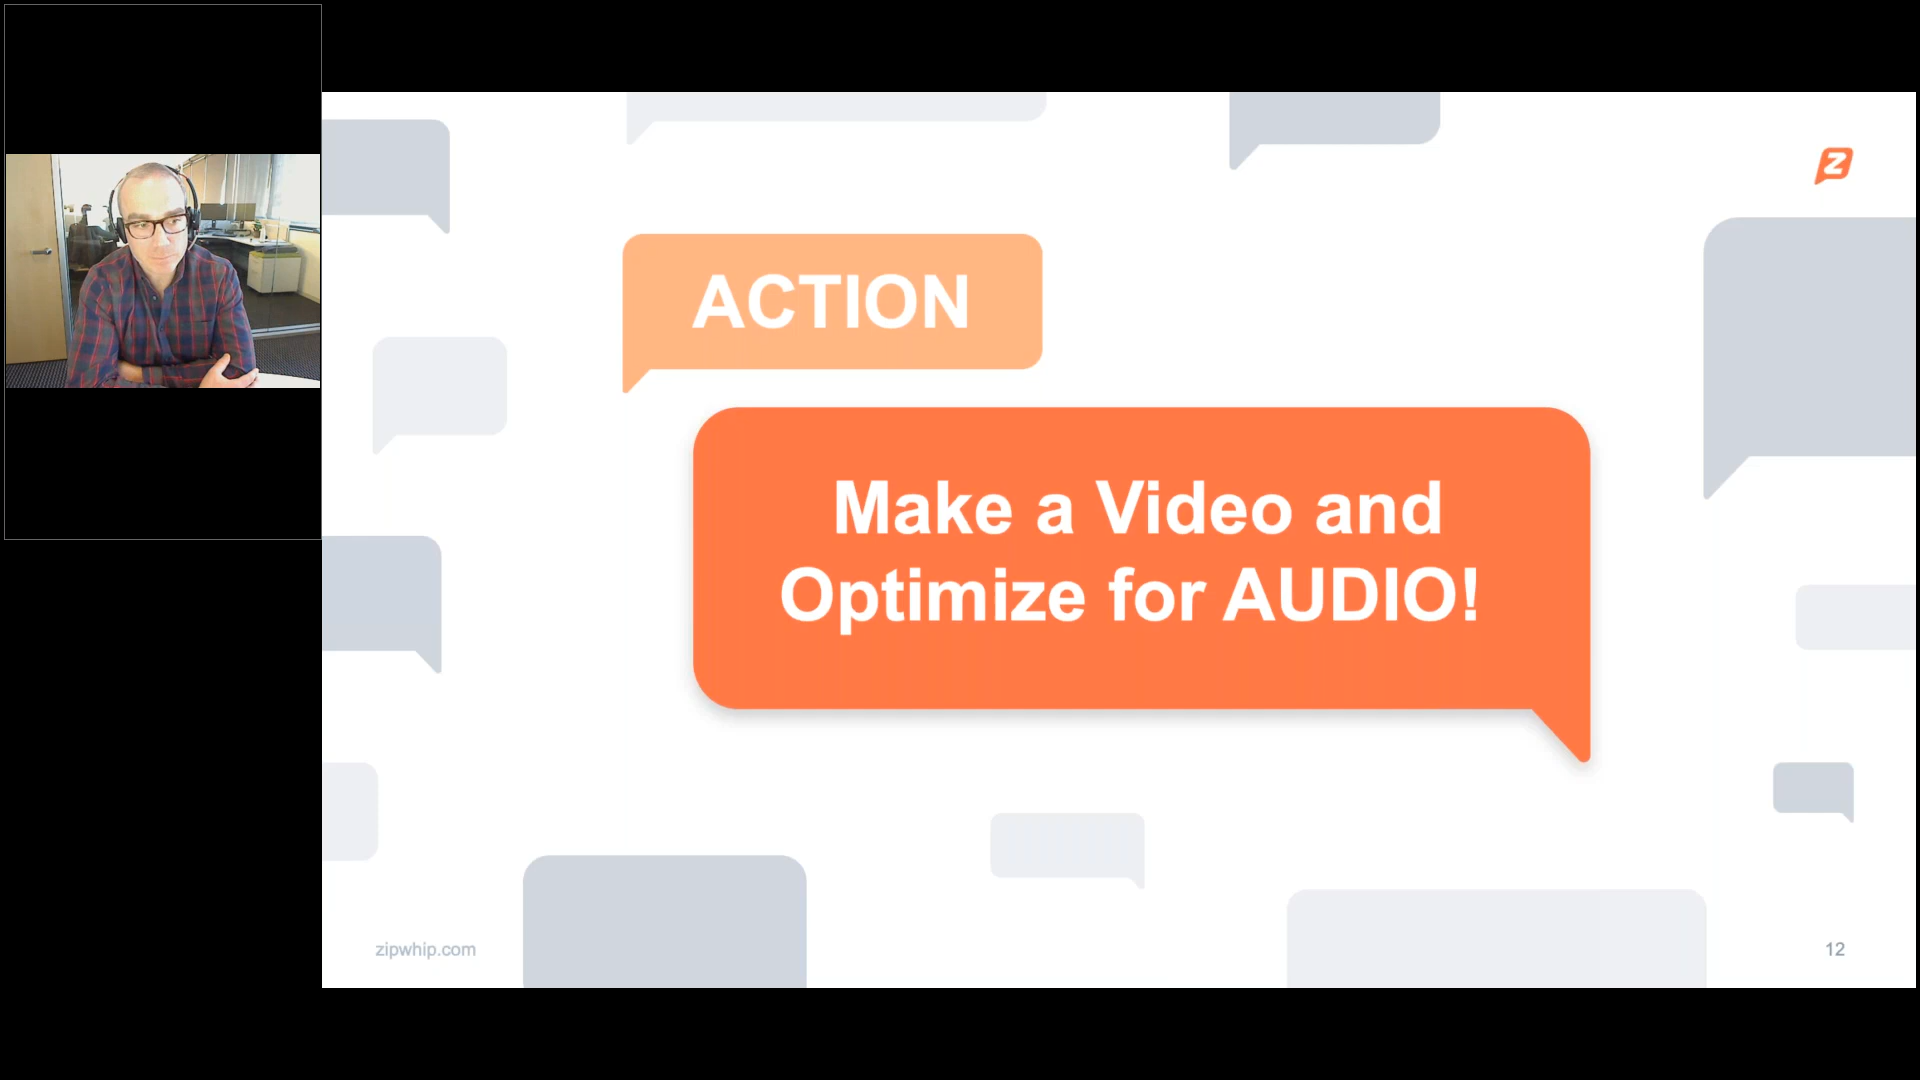 Z
ACTION
Make a Video and
Optimize for AUDIO!
zipwhip.com
12